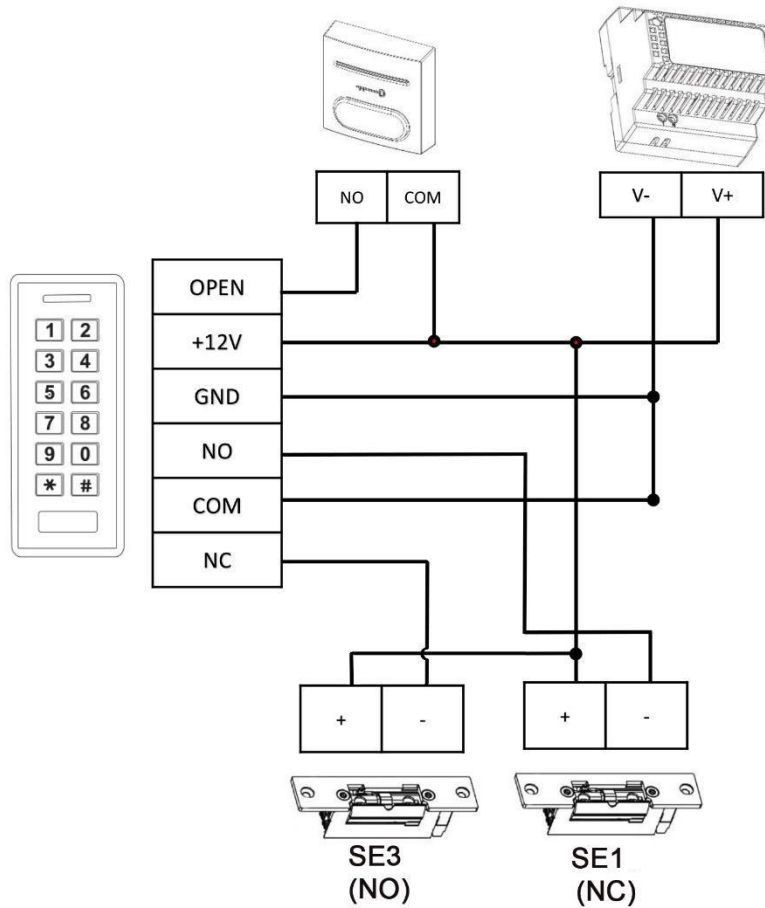 NO COM
V- V+
OPEN
+12V
GND
NO
COM
NC
1 2
3 4
5 6
7 8
9 0
* #
+ -
+ -
SE3
(NO)
SE1
(NC)